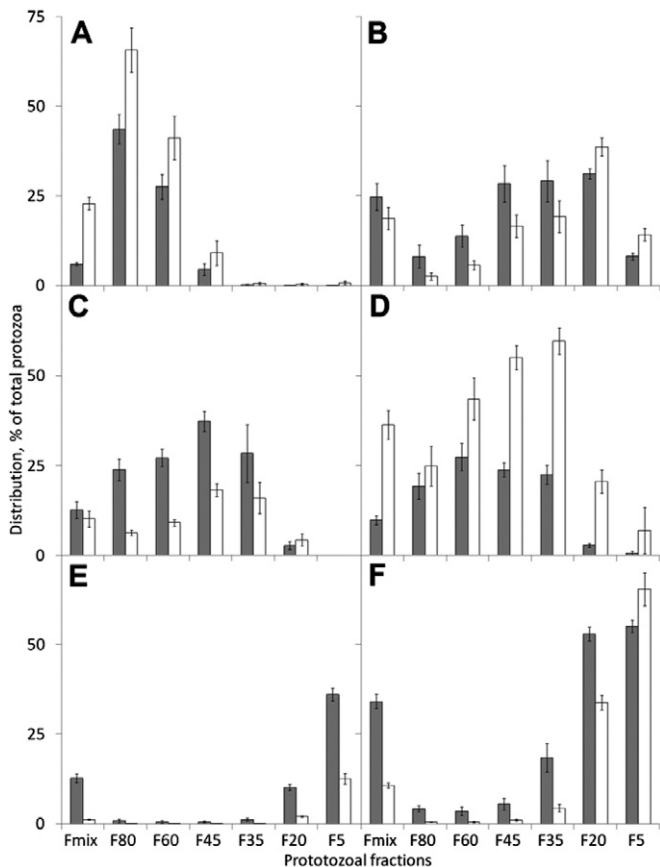 A
B
75
50
25
0
C
D
50
25
0
E
F
50
25
0
Distribution, % of total protozoa
Fmix F80 F60 F45 F35 F20 F5 Fmix F80 F60 F45 F35 F20 F5
Prototozoal fractions